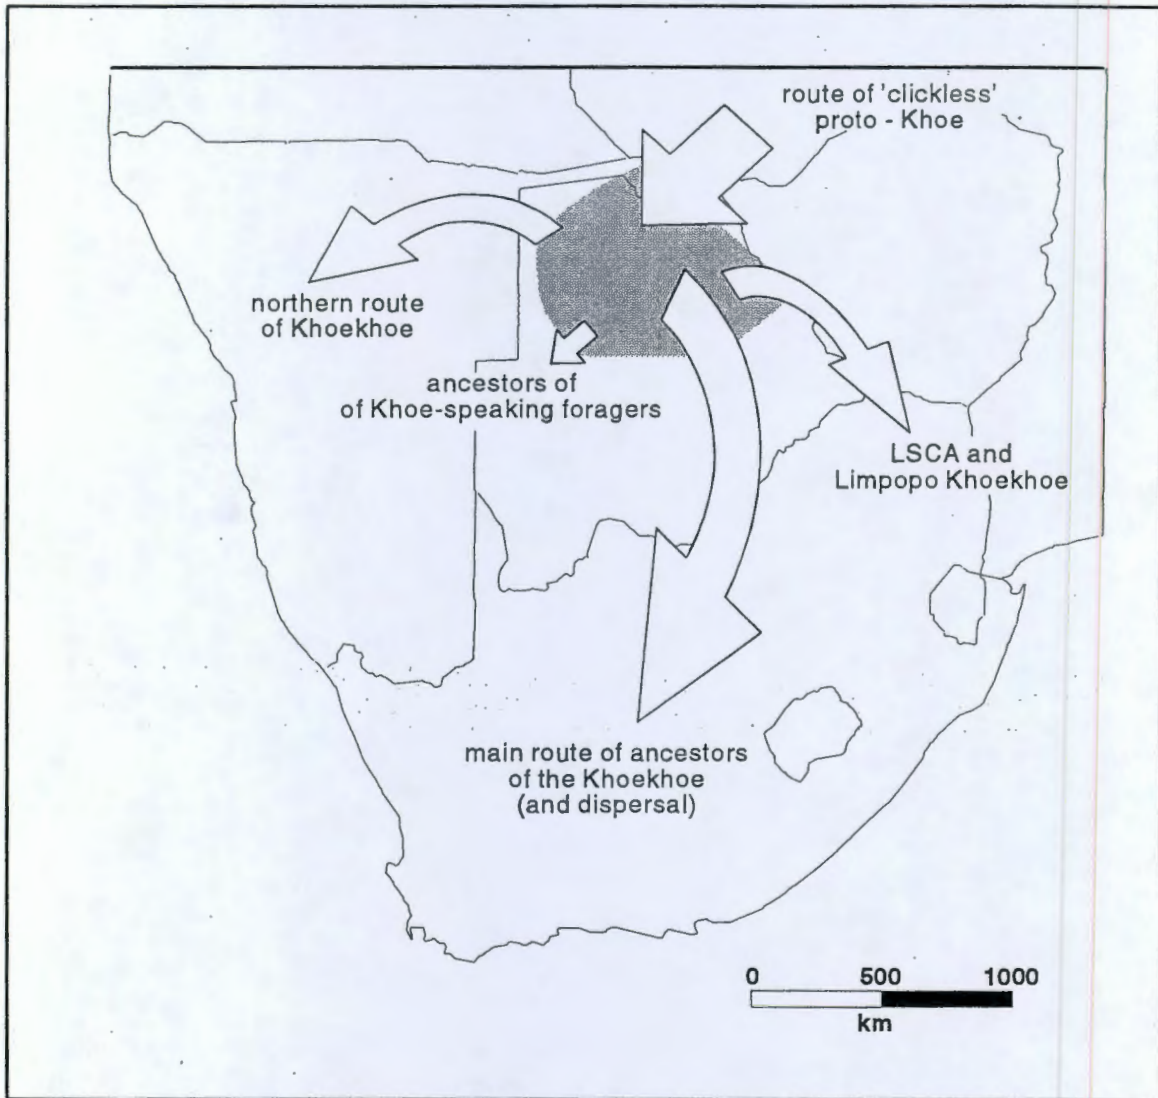 route of 'clickless'
proto - Khoe
northern route
of Khoekhoe
ancestors of
of Khoe-speaking foragers
LSCA and
Limpopo Khoekhoe
main route of ancestors
of the Khoekhoe
(and dispersal)
0 500 1000
km